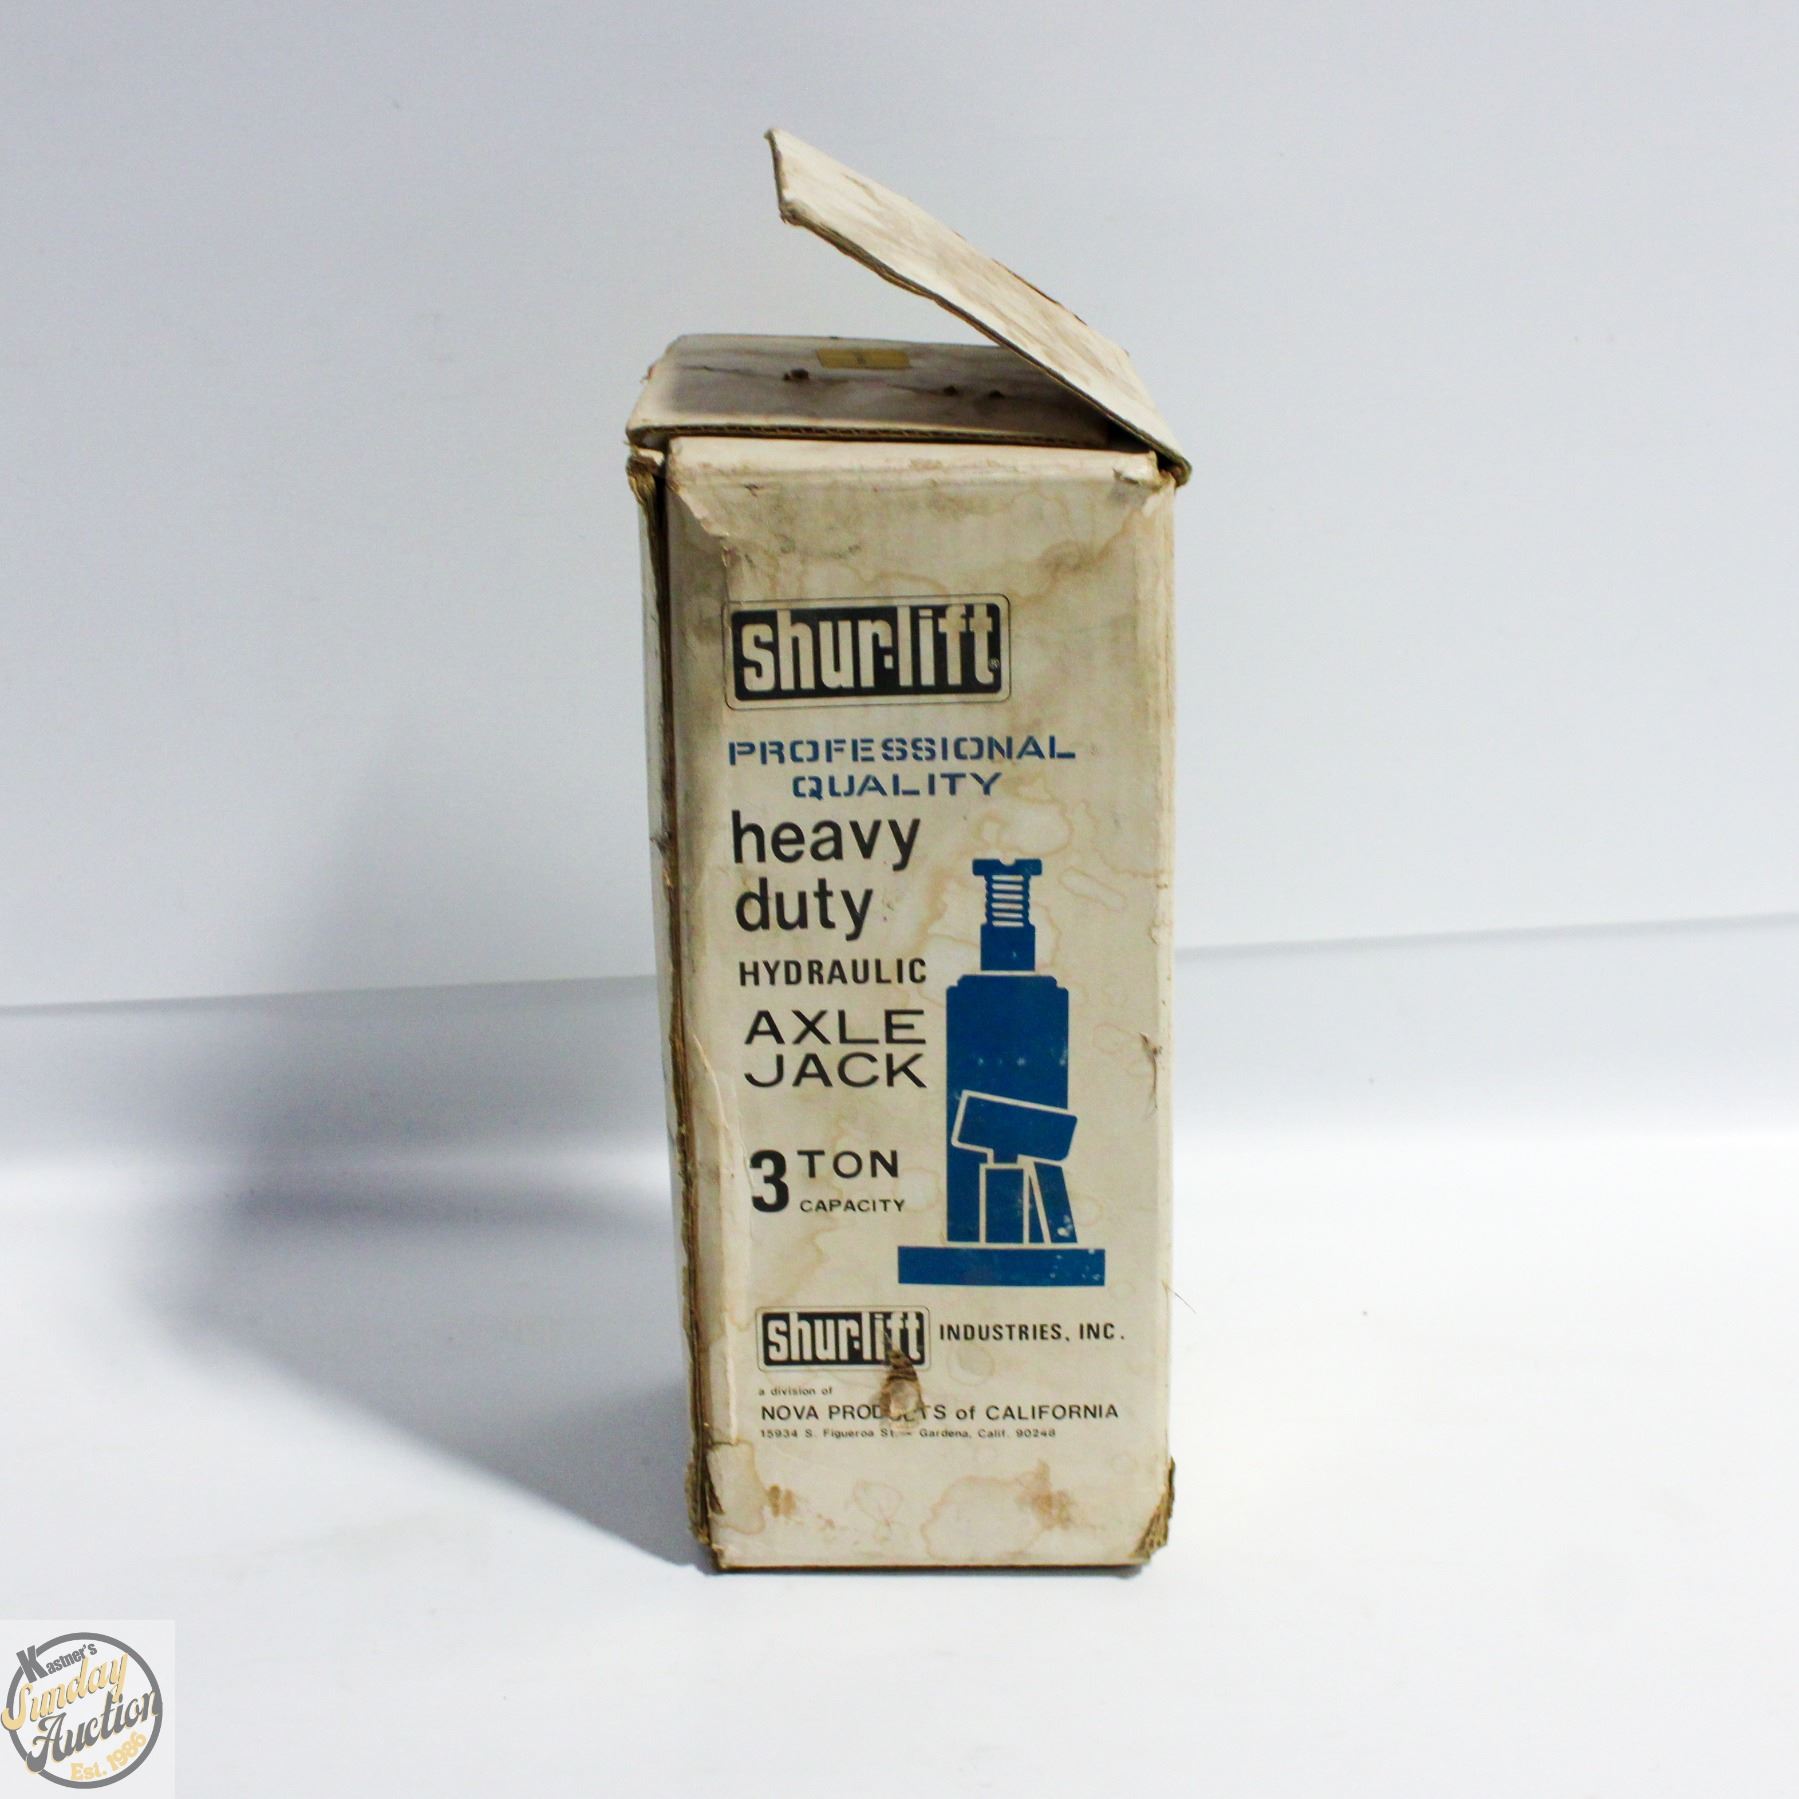 shur-lift®
PROFESSIONAL
QUALITY
heavy
duty
HYDRAULIC
AXLE
JACK
3 TON
CAPACITY
shur-lift INDUSTRIES, INC.
a division of
NOVA PRODUCTS of CALIFORNIA
15934 S. Figueroa St. — Gardena, Calif. 90248
Kastner's
Sunday
Auction
Est. 1986